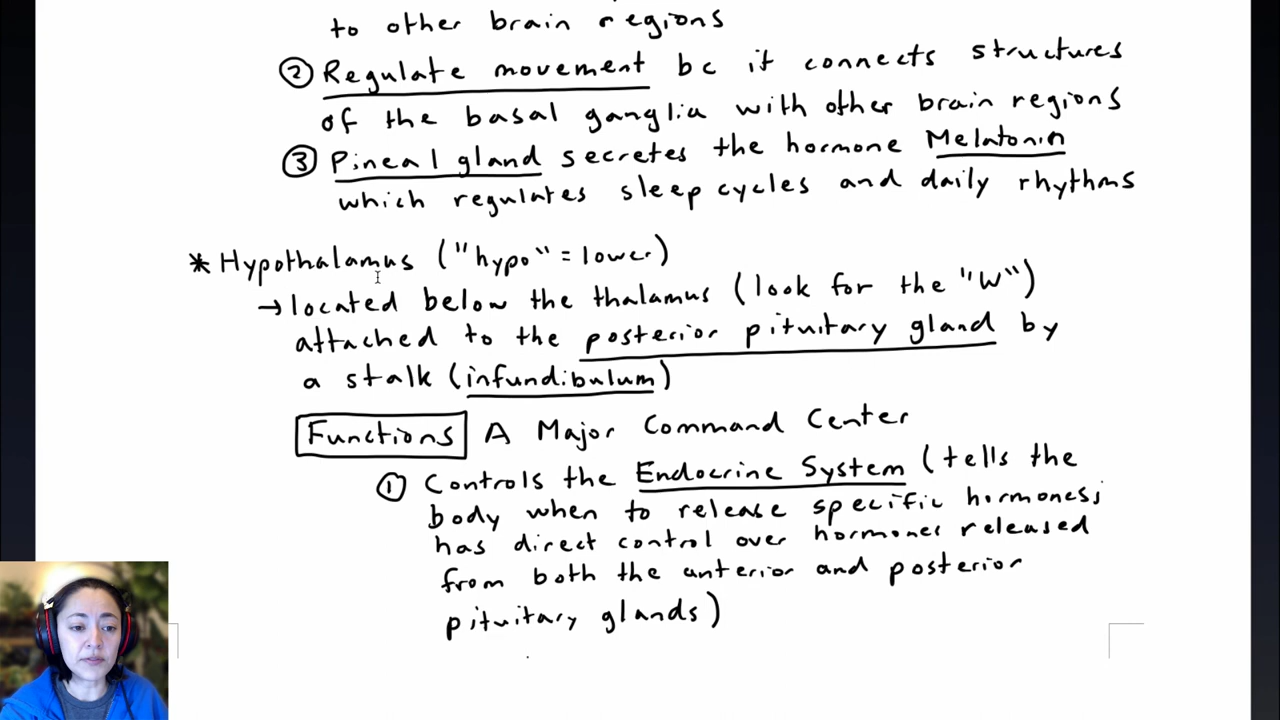 to other brain regions
② Regulate movement bc it connects structures
of the basal ganglia with other brain regions
③ Pineal gland secretes the hormone Melatonin
which regulates sleep cycles and daily rhythms
* Hypothalamus ("hypo" = lower)
→ located below the thalamus (look for the "W")
attached to the posterior pituitary gland by
a stalk (infundibulum)
Functions A Major Command Center
① Controls the Endocrine System (tells the
body when to release specific hormones;
has direct control over hormones released
from both the anterior and posterior
pituitary glands)